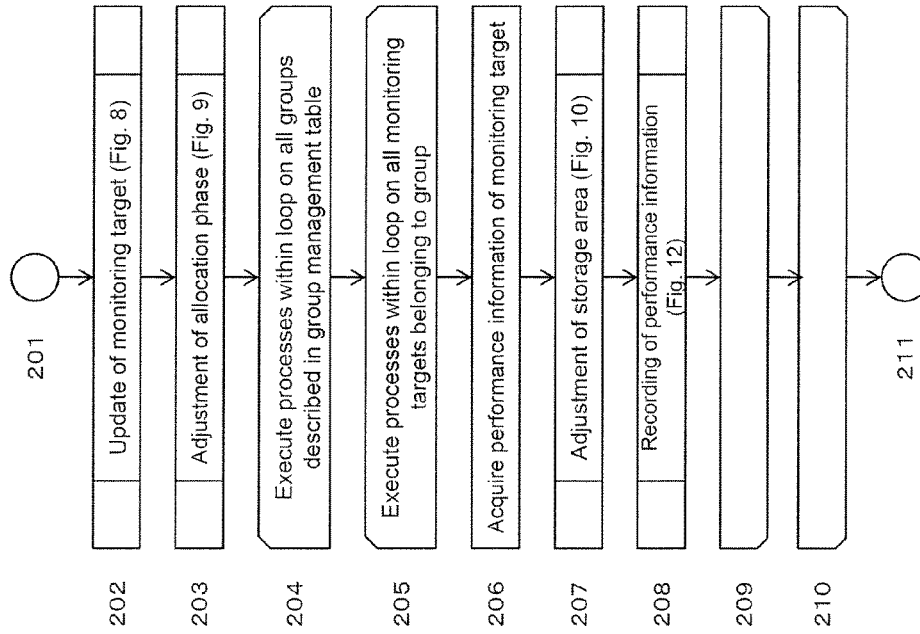 201
202
Update of monitoring target (Fig. 8)
203
Adjustment of allocation phase (Fig. 9)
204
Execute processes within loop on all groups
described in group management table
205
Execute processes within loop on all monitoring
targets belonging to group
206
Acquire performance information of monitoring target
207
Adjustment of storage area (Fig. 10)
208
Recording of performance information
(Fig. 12)
209
210
211